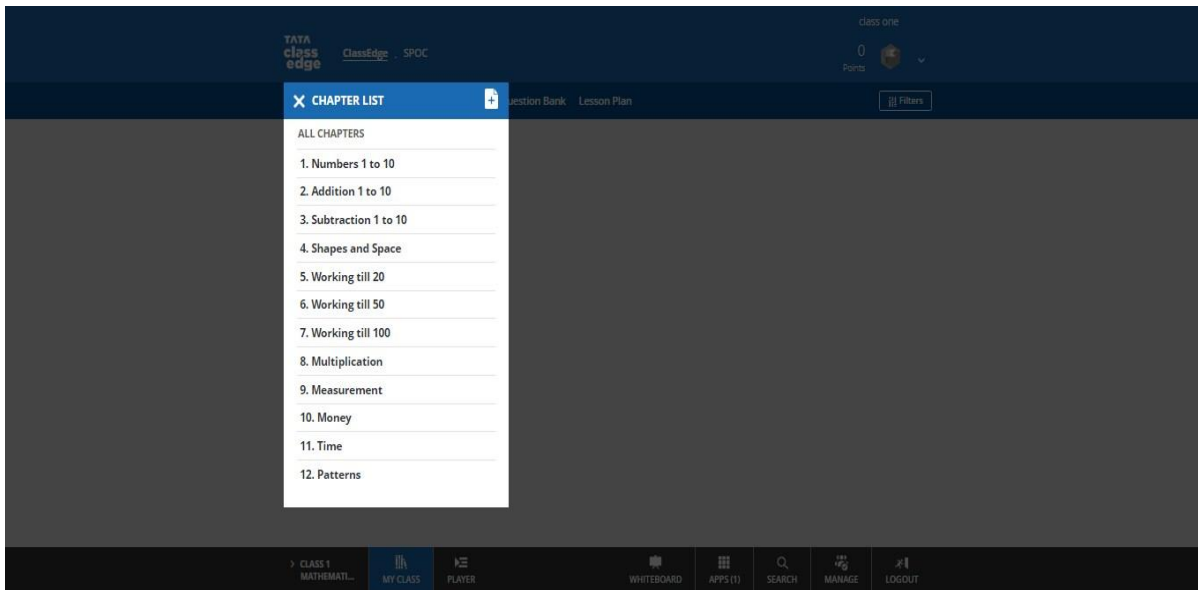 class one
TATA
class
edge
ClassEdge . SPOC
0
Points
CHAPTER LIST
uestion Bank Lesson Plan
Filters
ALL CHAPTERS
1. Numbers 1 to 10
2. Addition 1 to 10
3. Subtraction 1 to 10
4. Shapes and Space
5. Working till 20
6. Working till 50
7. Working till 100
8. Multiplication
9. Measurement
10. Money
11. Time
12. Patterns
> CLASS 1
MATHEMATI...
MY CLASS
PLAYER
WHITEBOARD
APPS (1)
SEARCH
MANAGE
LOGOUT